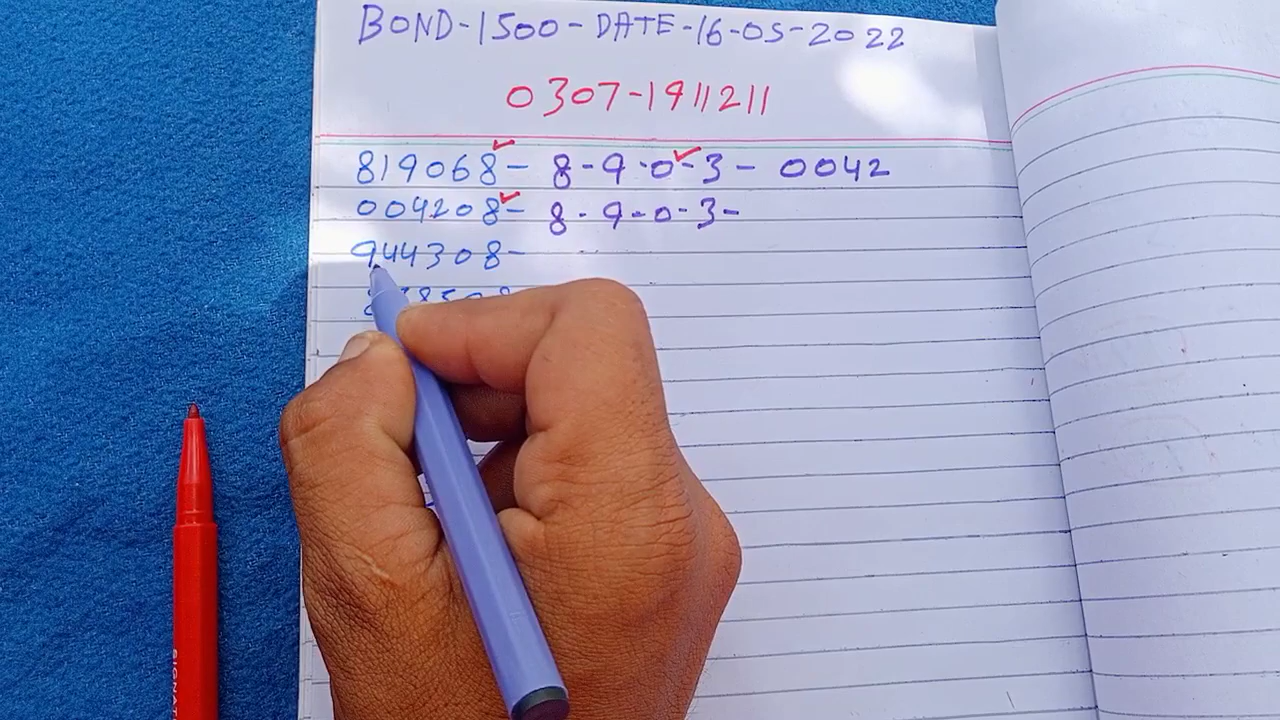 BOND-1500-DATE-16-05-2022
0307-1911211
819068- 8-9-0-3- 0042
004208- 8-9-0-3-
944308-